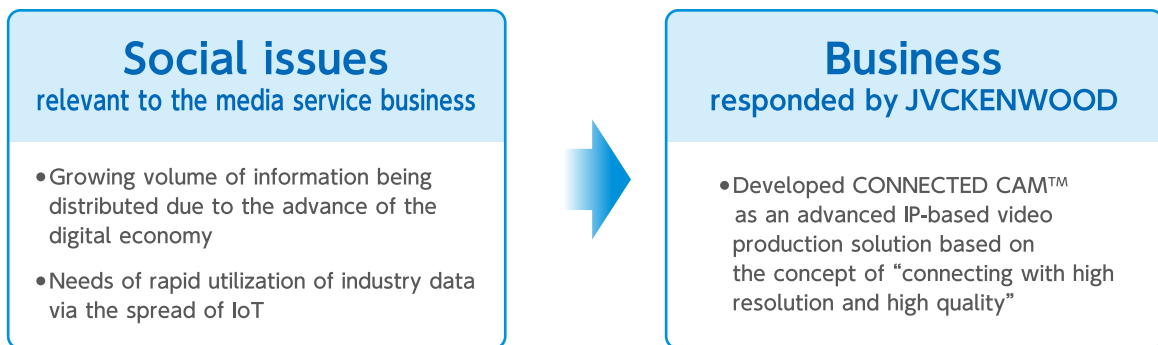 Social issues
relevant to the media service business
•Growing volume of information being
distributed due to the advance of the
digital economy
•Needs of rapid utilization of industry data
via the spread of IoT
Business
responded by JVCKENWOOD
•Developed CONNECTED CAM™
as an advanced IP-based video
production solution based on
the concept of “connecting with high
resolution and high quality”